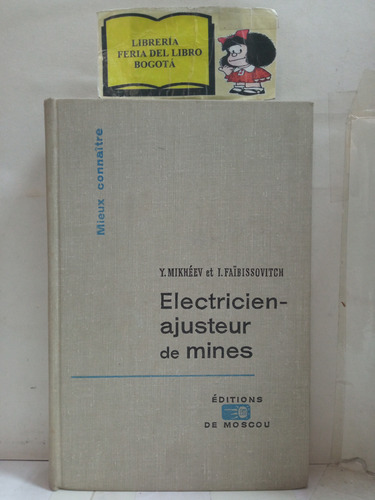 LIBRERÍA
FERIA DEL LIBRO
BOGOTÁ
Mieux connaître
Y. MIKHÉEV et I. FAÏBISSOVITCH
Electricien-
ajusteur
de mines
ÉDITIONS
DE MOSCOU